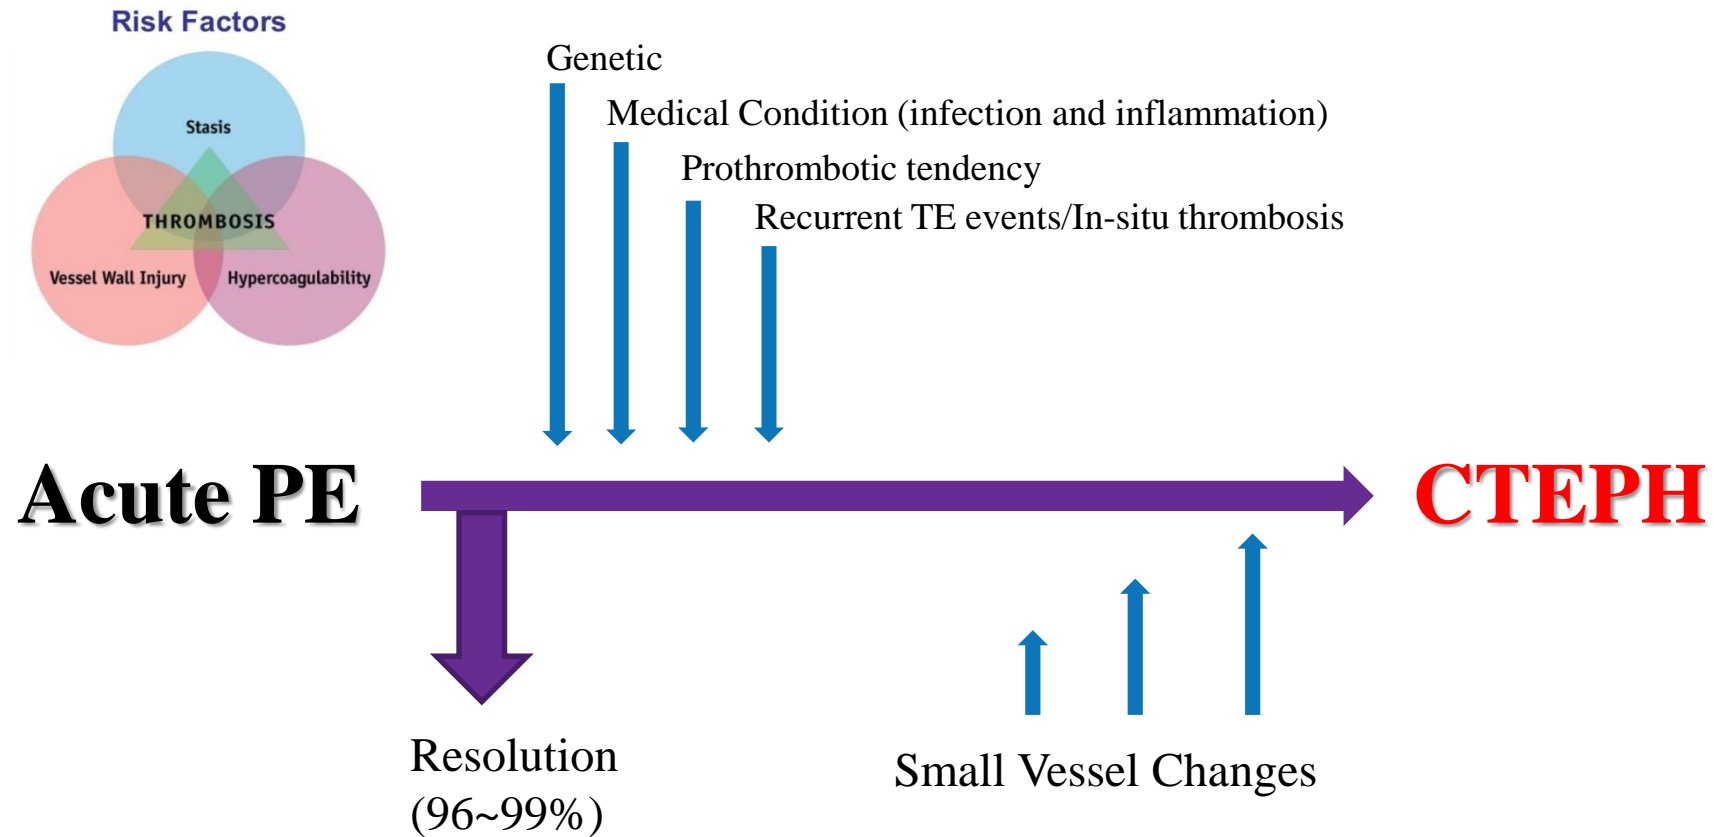 Risk Factors
Stasis
THROMBOSIS
Vessel Wall Injury
Hypercoagulability
Genetic
Medical Condition (infection and inflammation)
Prothrombotic tendency
Recurrent TE events/In-situ thrombosis
Acute PE
CTEPH
Resolution
(96~99%)
Small Vessel Changes